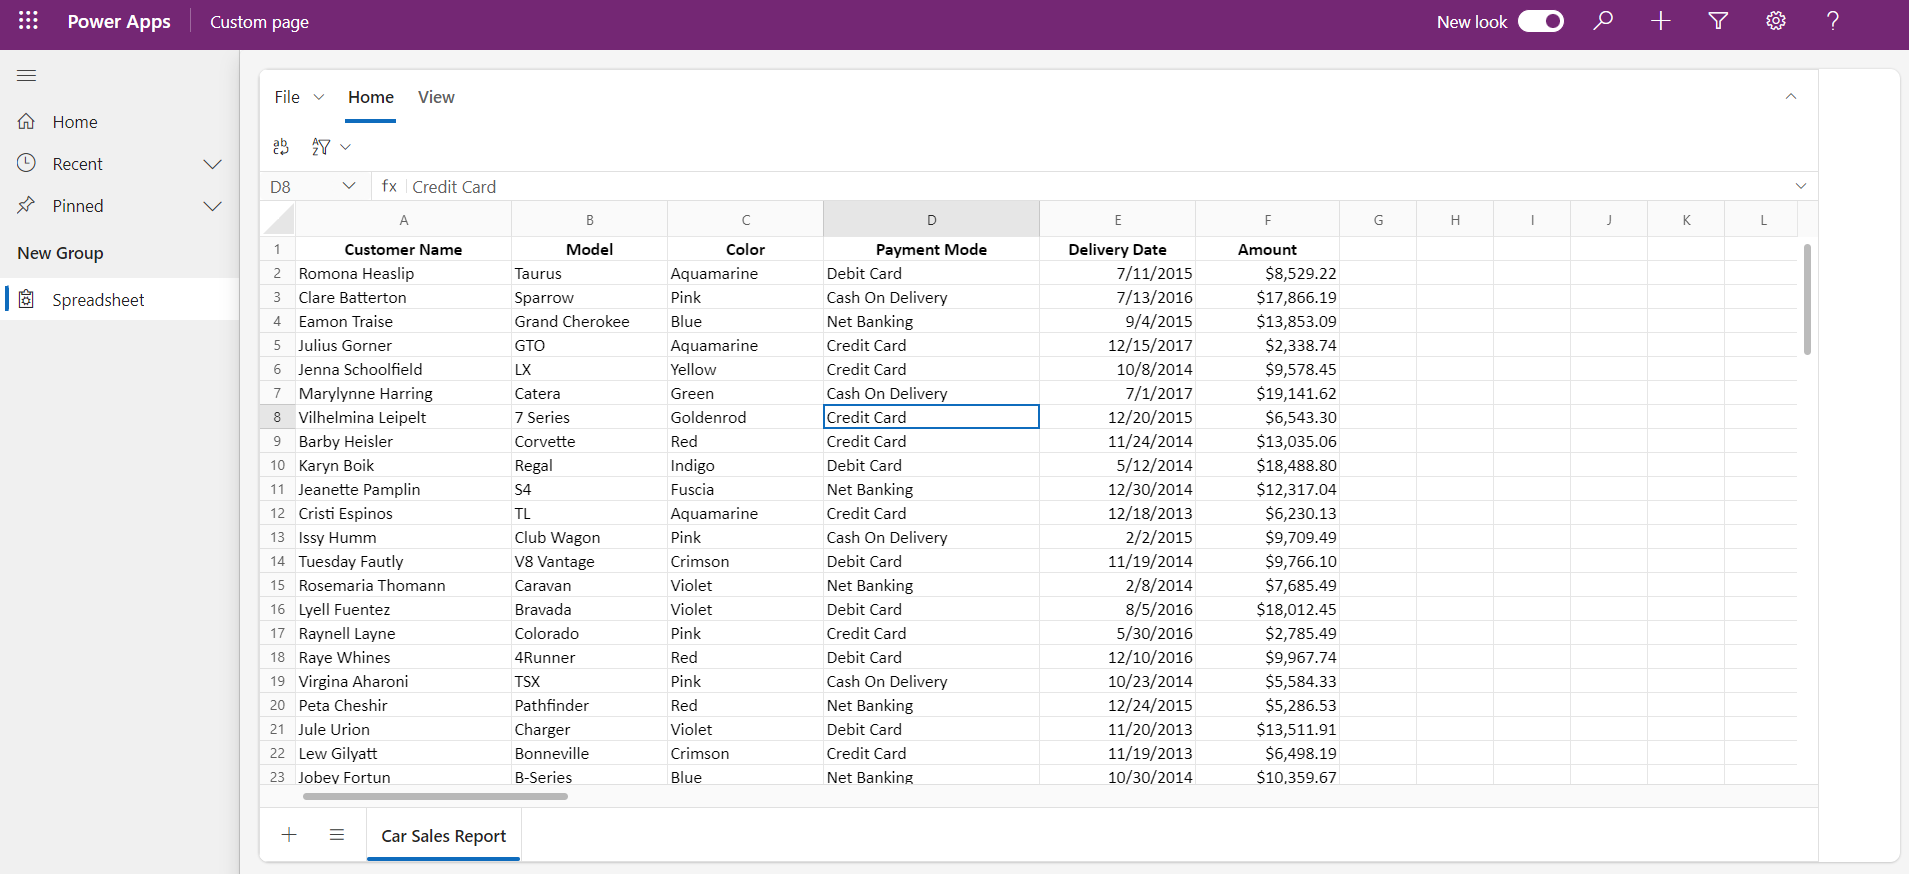 Power Apps Custom page New look
File Home View
Home
Recent
Pinned
New Group
Spreadsheet
ab
c
A
Z
D8 fx Credit Card
A B C D E F G H I J K L
1 Customer Name Model Color Payment Mode Delivery Date Amount
2 Romona Heaslip Taurus Aquamarine Debit Card 7/11/2015 $8,529.22
3 Clare Batterton Sparrow Pink Cash On Delivery 7/13/2016 $17,866.19
4 Eamon Traise Grand Cherokee Blue Net Banking 9/4/2015 $13,853.09
5 Julius Gorner GTO Aquamarine Credit Card 12/15/2017 $2,338.74
6 Jenna Schoolfield LX Yellow Credit Card 10/8/2014 $9,578.45
7 Marylynne Harring Catera Green Cash On Delivery 7/1/2017 $19,141.62
8 Vilhelmina Leipelt 7 Series Goldenrod Credit Card 12/20/2015 $6,543.30
9 Barby Heisler Corvette Red Credit Card 11/24/2014 $13,035.06
10 Karyn Boik Regal Indigo Debit Card 5/12/2014 $18,488.80
11 Jeanette Pamplin S4 Fuscia Net Banking 12/30/2014 $12,317.04
12 Cristi Espinos TL Aquamarine Credit Card 12/18/2013 $6,230.13
13 Issy Humm Club Wagon Pink Cash On Delivery 2/2/2015 $9,709.49
14 Tuesday Fautly V8 Vantage Crimson Debit Card 11/19/2014 $9,766.10
15 Rosemaria Thomann Caravan Violet Net Banking 2/8/2014 $7,685.49
16 Lyell Fuentez Bravada Violet Debit Card 8/5/2016 $18,012.45
17 Raynell Layne Colorado Pink Credit Card 5/30/2016 $2,785.49
18 Raye Whines 4Runner Red Debit Card 12/10/2016 $9,967.74
19 Virgina Aharoni TSX Pink Cash On Delivery 10/23/2014 $5,584.33
20 Peta Cheshir Pathfinder Red Net Banking 12/24/2015 $5,286.53
21 Jule Urion Charger Violet Debit Card 11/20/2013 $13,511.91
22 Lew Gilyatt Bonneville Crimson Credit Card 11/19/2013 $6,498.19
23 Jobey Fortun B-Series Blue Net Banking 10/30/2014 $10,359.67
Car Sales Report